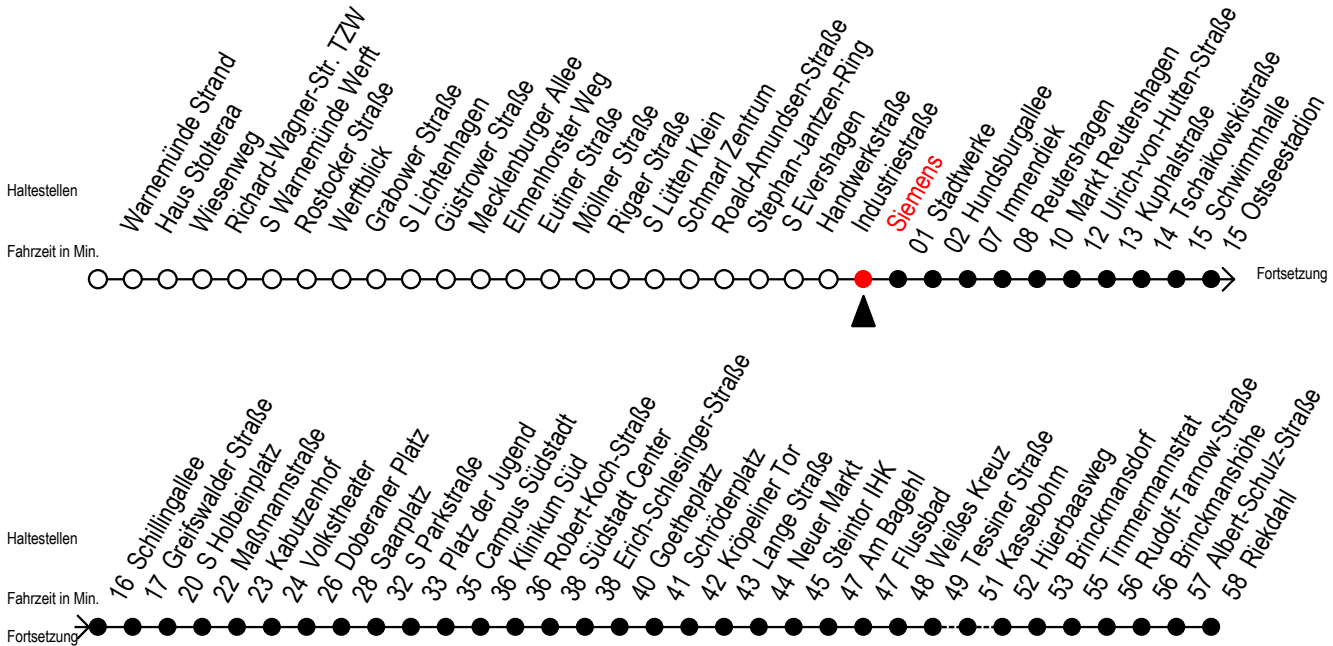 Haltestellen
Warnemünde Strand
Haus Stolteraa
Wiesenweg
Richard-Wagner-Str. TZW
S Warnemünde Werft
Rostocker Straße
Werftblick
Grabower Straße
S Lichtenhagen
Güstrower Straße
Mecklenburger Allee
Elmenhorster Weg
Eutiner Straße
Möllner Straße
Rigaer Straße
S Lütten Klein
Schmarl Zentrum
Roald-Amundsen-Straße
Stephan-Jantzen-Ring
S Evershagen
Handwerkstraße
Industriestraße
Siemens
01 Stadtwerke
02 Hundsburgallee
07 Immendiek
08 Reutershagen
10 Markt Reutershagen
12 Ulrich-von-Hutten-Straße
13 Kuphalstraße
14 Tschaikowskistraße
15 Schwimmhalle
15 Ostseestadion
Fahrzeit in Min.
Fortsetzung
Haltestellen
16 Schillingallee
17 Greifswalder Straße
20 S Holbeinplatz
22 Maßmannstraße
23 Kabutzenhof
24 Volkstheater
26 Doberaner Platz
28 Saarplatz
32 S Parkstraße
33 Platz der Jugend
35 Campus Südstadt
36 Klinikum Süd
36 Robert-Koch-Straße
38 Südstadt Center
38 Erich-Schlesinger-Straße
40 Goetheplatz
41 Schröderplatz
42 Kröpeliner Tor
43 Lange Straße
44 Neuer Markt
45 Steintor IHK
47 Am Bagehl
47 Flussbad
48 Weißes Kreuz
49 Tessiner Straße
51 Kassebohm
52 Hüerbaasweg
53 Brinckmansdorf
55 Timmermannstrat
56 Rudolf-Tarnow-Straße
56 Brinckmanshöhe
57 Albert-Schulz-Straße
58 Riekdahl
Fahrzeit in Min.
Fortsetzung